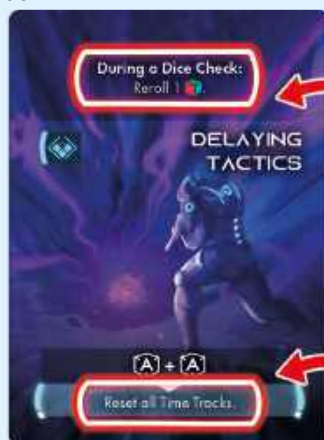 During a Dice Check:
Reroll 1 .
DELAYING
TACTICS
[A] + [A]
Reset all Time Tracks.